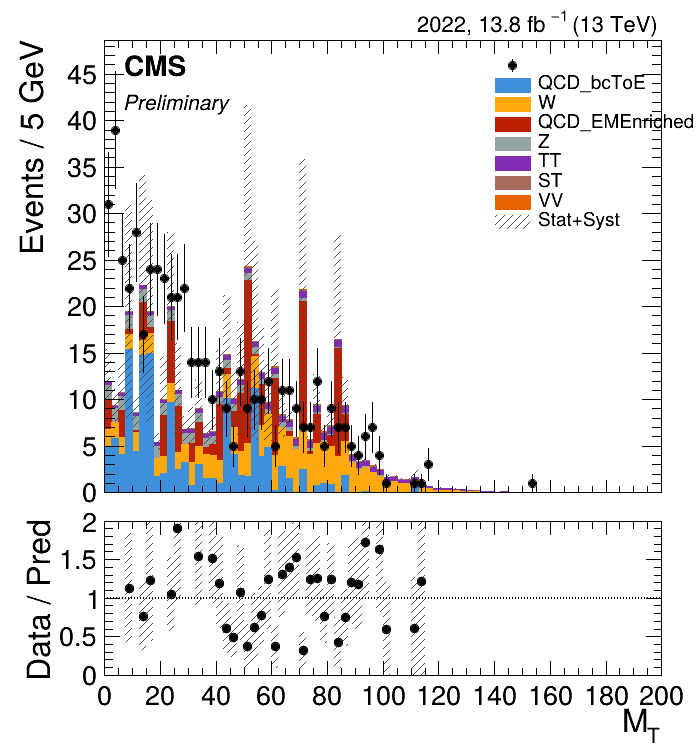 2022, 13.8 fb⁻¹ (13 TeV)
CMS
Preliminary
Events / 5 GeV
45
40
35
30
25
20
15
10
5
0
QCD_bcToE
W
QCD_EMEnriched
Z
TT
ST
VV
Stat+Syst
Data / Pred
2
1.5
1
0.5
0
0 20 40 60 80 100 120 140 160 180 200
M_T